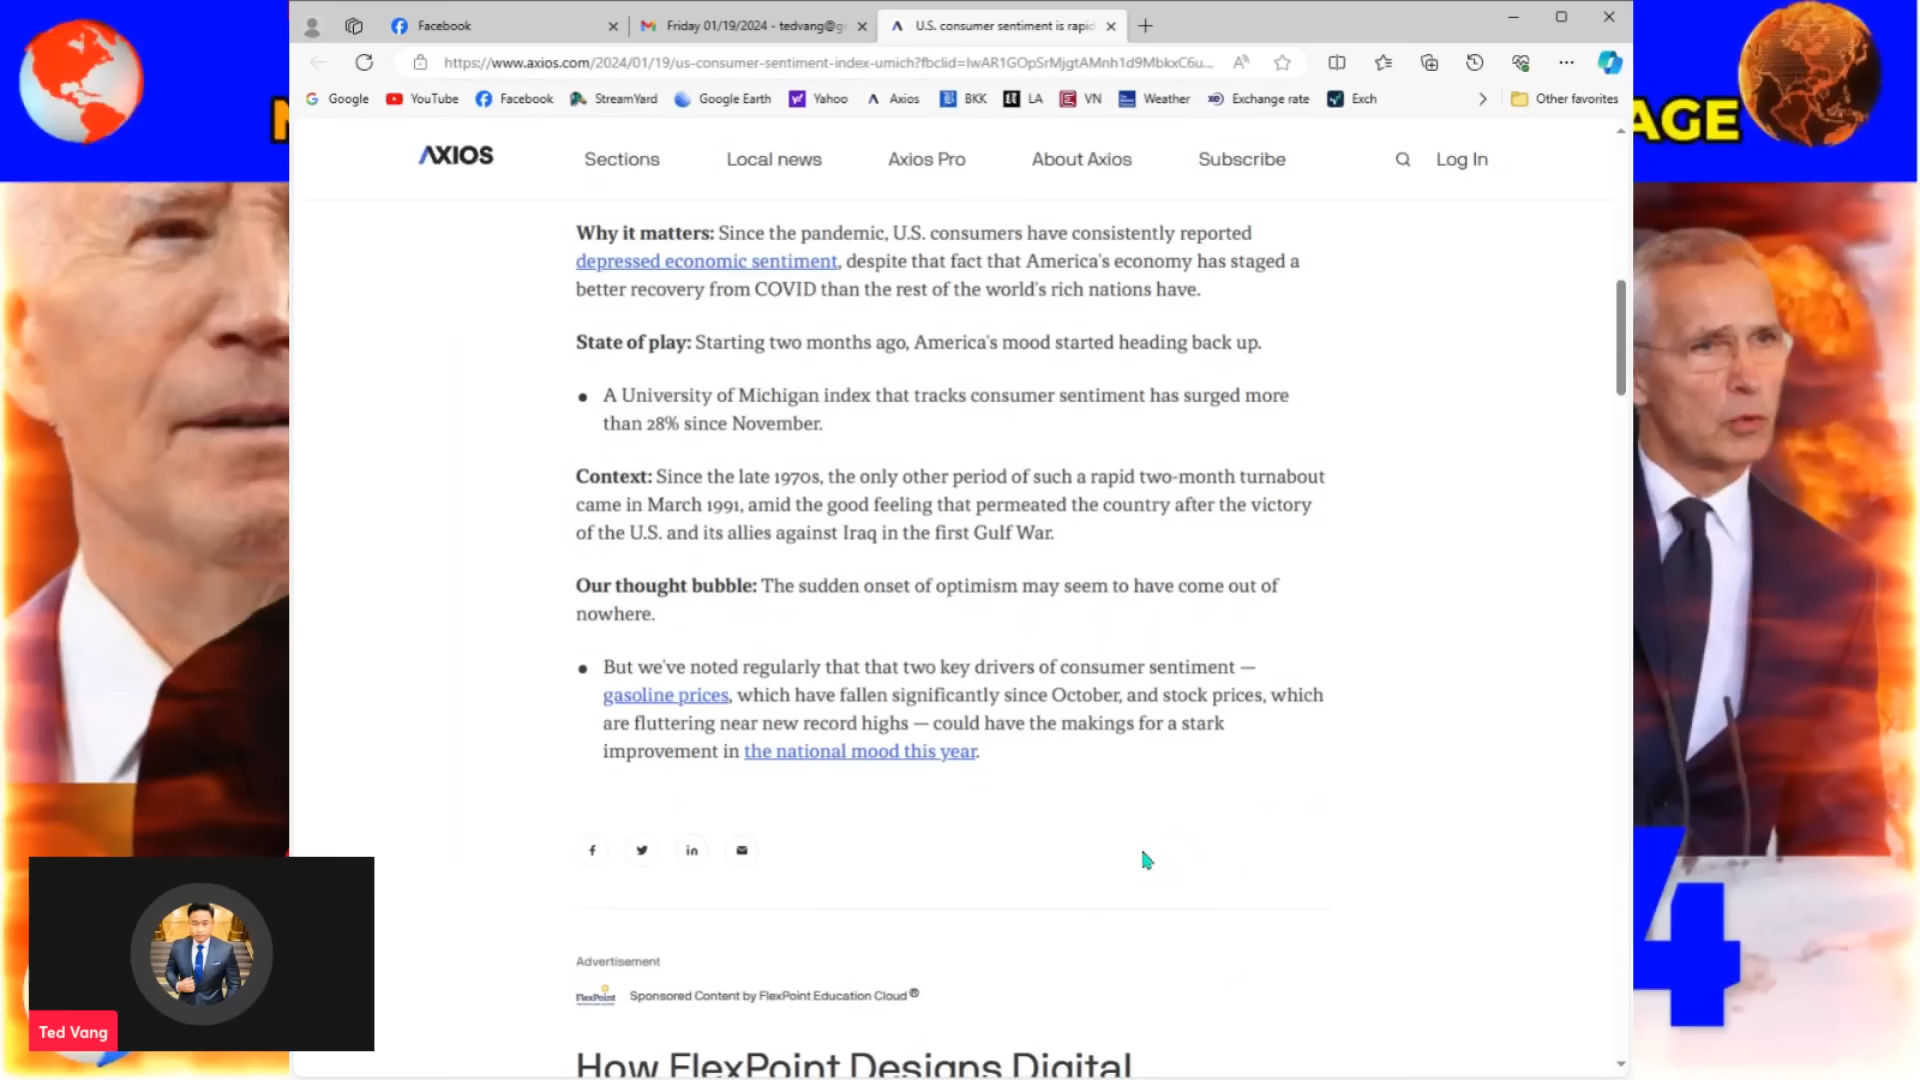 Facebook
Friday 01/19/2024 - tedvang@g
U.S. consumer sentiment is rapid
https://www.axios.com/2024/01/19/us-consumer-sentiment-index-umich?fbclid=IwAR1GOpSrMjgtAMnh1d9MbkxC6u...
Google YouTube Facebook StreamYard Google Earth Yahoo Axios BKK LA VN Weather Exchange rate Exch Other favorites
AGE
AXIOS
Sections Local news Axios Pro About Axios Subscribe Log In
Why it matters: Since the pandemic, U.S. consumers have consistently reported
depressed economic sentiment, despite that fact that America's economy has staged a
better recovery from COVID than the rest of the world's rich nations have.
State of play: Starting two months ago, America's mood started heading back up.
• A University of Michigan index that tracks consumer sentiment has surged more
than 28% since November.
Context: Since the late 1970s, the only other period of such a rapid two-month turnabout
came in March 1991, amid the good feeling that permeated the country after the victory
of the U.S. and its allies against Iraq in the first Gulf War.
Our thought bubble: The sudden onset of optimism may seem to have come out of
nowhere.
• But we've noted regularly that that two key drivers of consumer sentiment —
gasoline prices, which have fallen significantly since October, and stock prices, which
are fluttering near new record highs — could have the makings for a stark
improvement in the national mood this year.
4
Advertisement
FlexPoint
Sponsored Content by FlexPoint Education Cloud®
Ted Vang
How FlexPoint Designs Digital